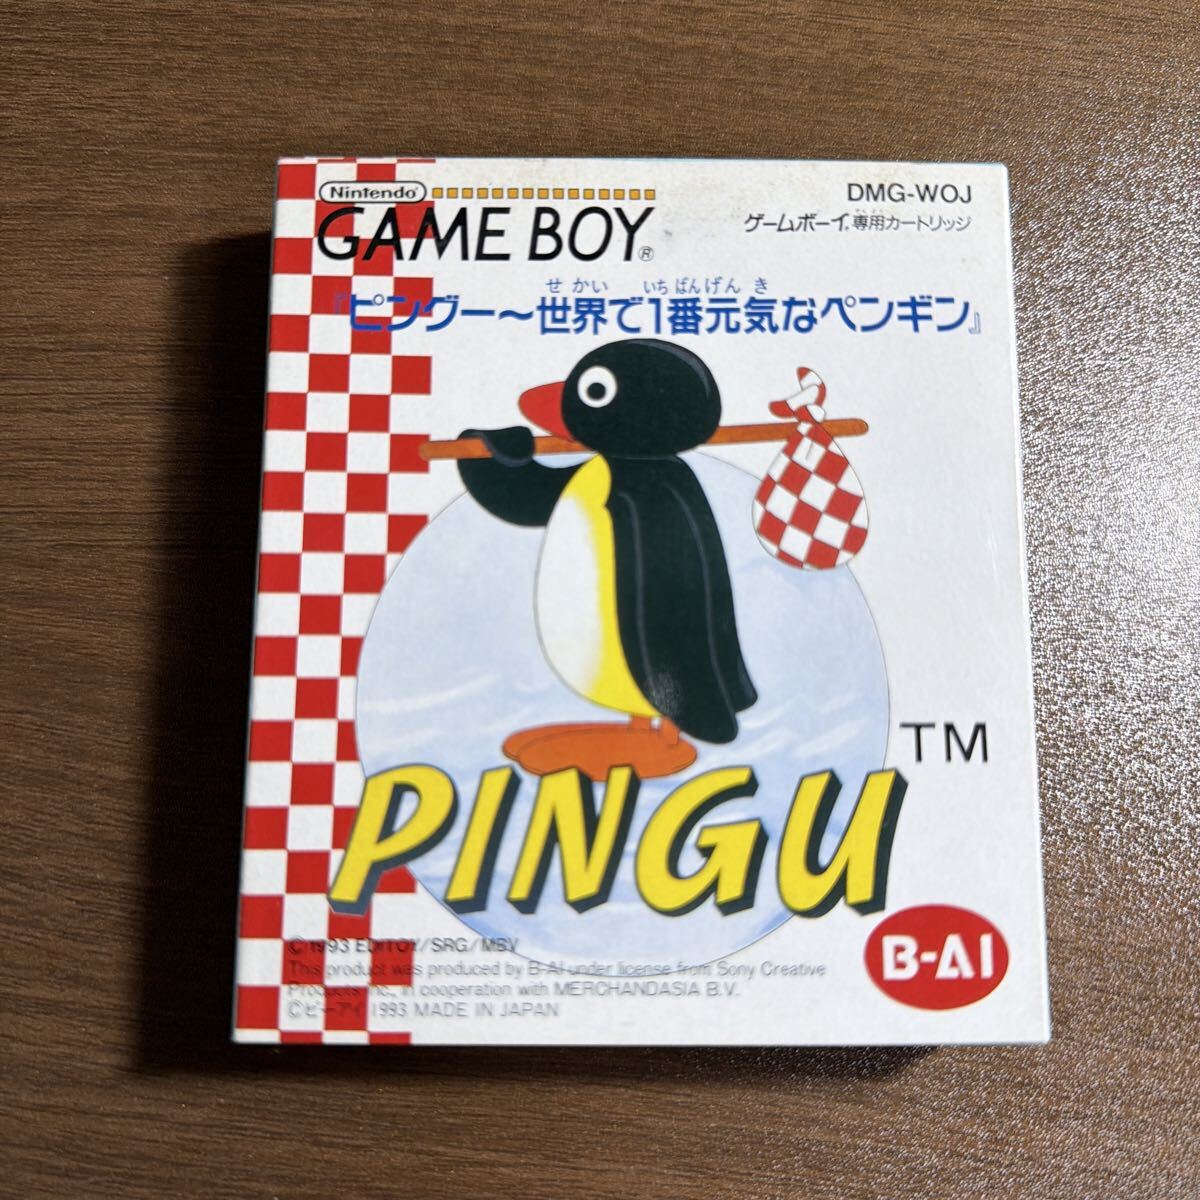 Nintendo
GAME BOY®
DMG-WOJ
ゲームボーイ®専用カートリッジ
せかい いちばんげんき
『ピングー～世界で1番元気なペンギン』
PINGU TM
B-AI
© 1993 EDITOY/SRG/MBV
This product was produced by B-AI under license from Sony Creative
Products Inc., in cooperation with MERCHANDASIA B.V.
©ビーアイ 1993 MADE IN JAPAN